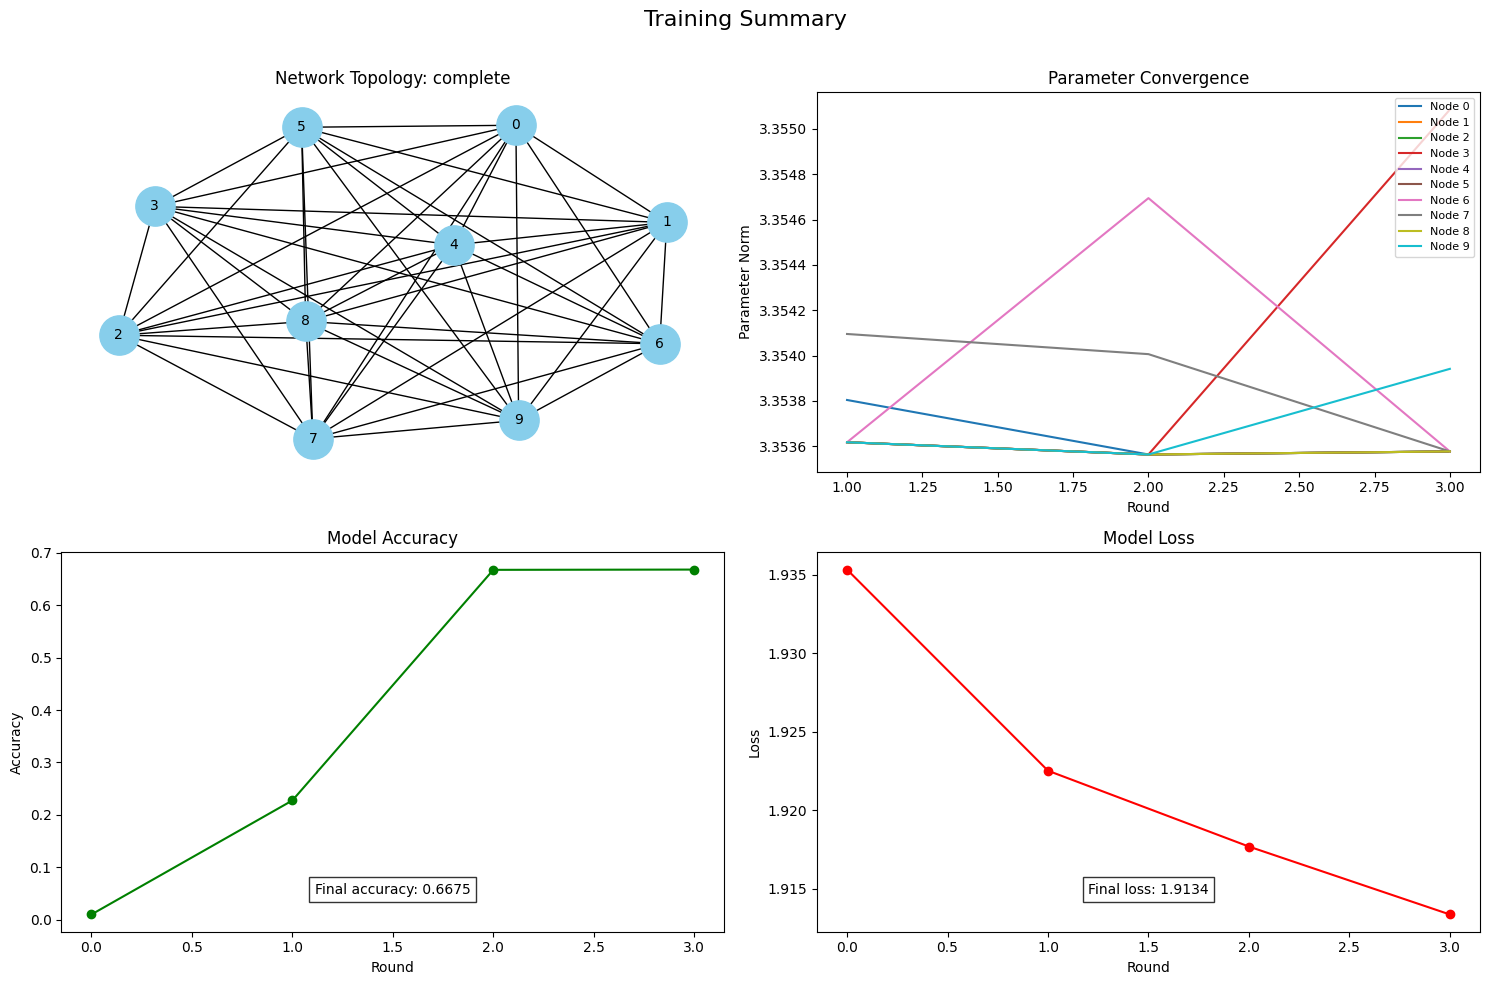 Training Summary
Network Topology: complete
5
0
3
1
4
8
2
6
9
7
Parameter Convergence
Parameter Norm
3.3550
3.3548
3.3546
3.3544
3.3542
3.3540
3.3538
3.3536
Node 0
Node 1
Node 2
Node 3
Node 4
Node 5
Node 6
Node 7
Node 8
Node 9
1.00 1.25 1.50 1.75 2.00 2.25 2.50 2.75 3.00
Round
Model Accuracy
Accuracy
0.7
0.6
0.5
0.4
0.3
0.2
0.1
0.0
Final accuracy: 0.6675
0.0 0.5 1.0 1.5 2.0 2.5 3.0
Round
Model Loss
Loss
1.935
1.930
1.925
1.920
1.915
Final loss: 1.9134
0.0 0.5 1.0 1.5 2.0 2.5 3.0
Round